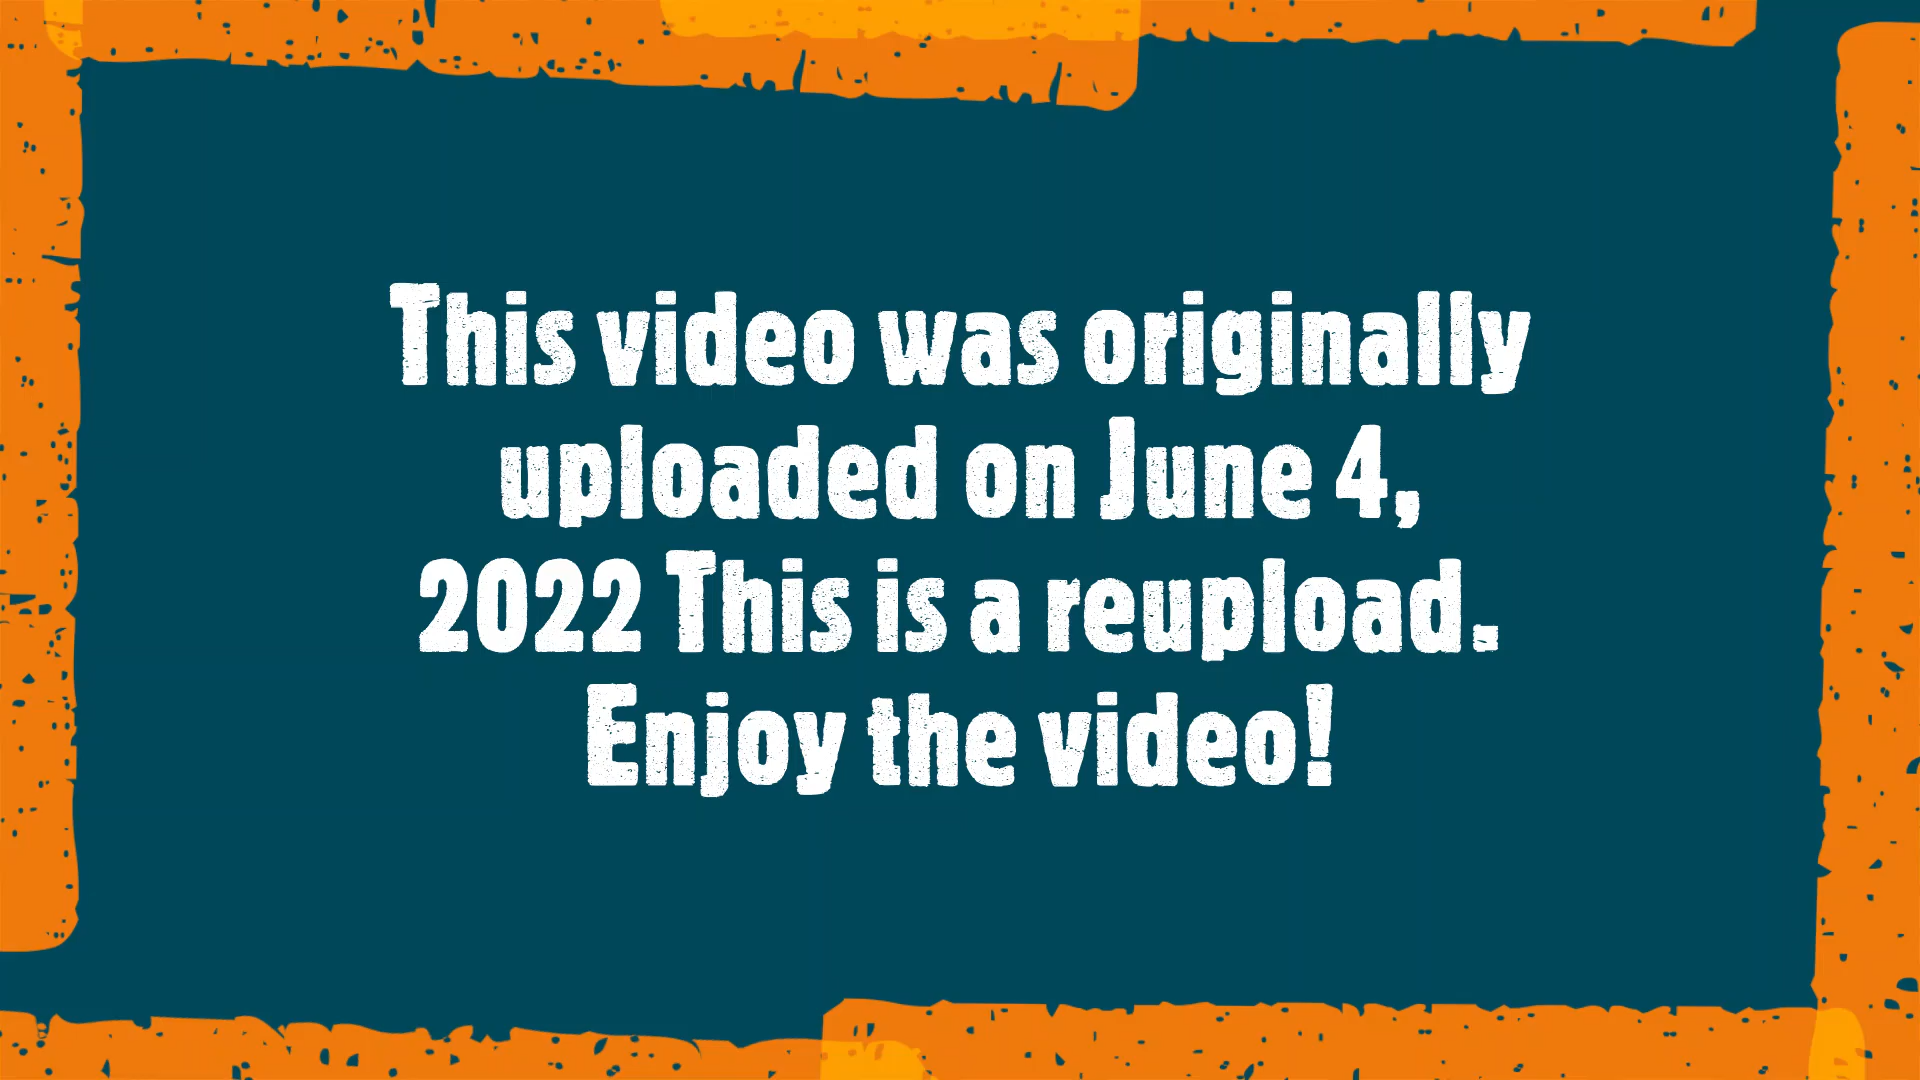 This video was originally
uploaded on June 4,
2022 This is a reupload.
Enjoy the video!